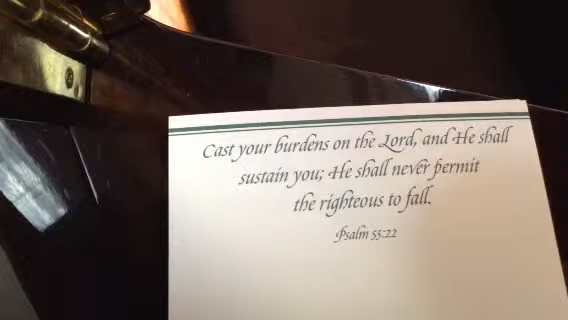 Cast your burdens on the Lord, and He shall
sustain you; He shall never permit
the righteous to fall.
Psalm 55:22